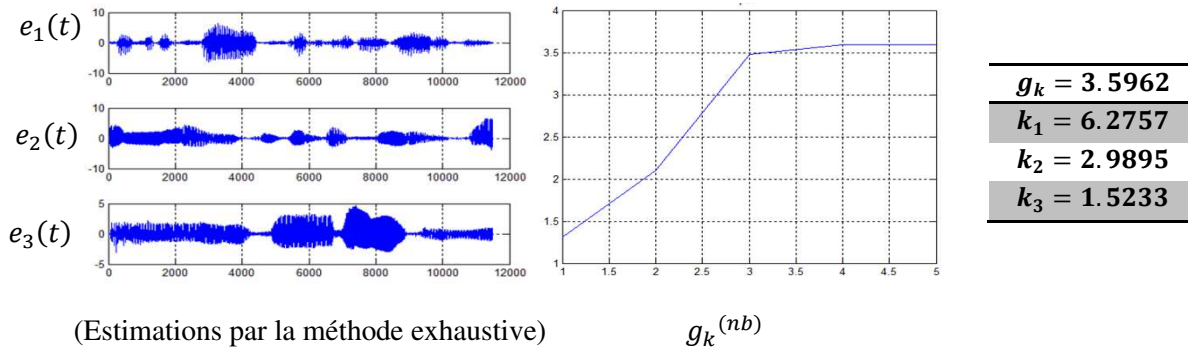 e₁(t)
10
0
-10
0 2000 4000 6000 8000 10000 12000
e₂(t)
10
0
-10
0 2000 4000 6000 8000 10000 12000
e₃(t)
5
0
-5
0 2000 4000 6000 8000 10000 12000
(Estimations par la méthode exhaustive)
4
3.5
3
2.5
2
1.5
1
1 1.5 2 2.5 3 3.5 4 4.5 5
gₖ⁽ⁿᵇ⁾
gₖ = 3.5962
k₁ = 6.2757
k₂ = 2.9895
k₃ = 1.5233